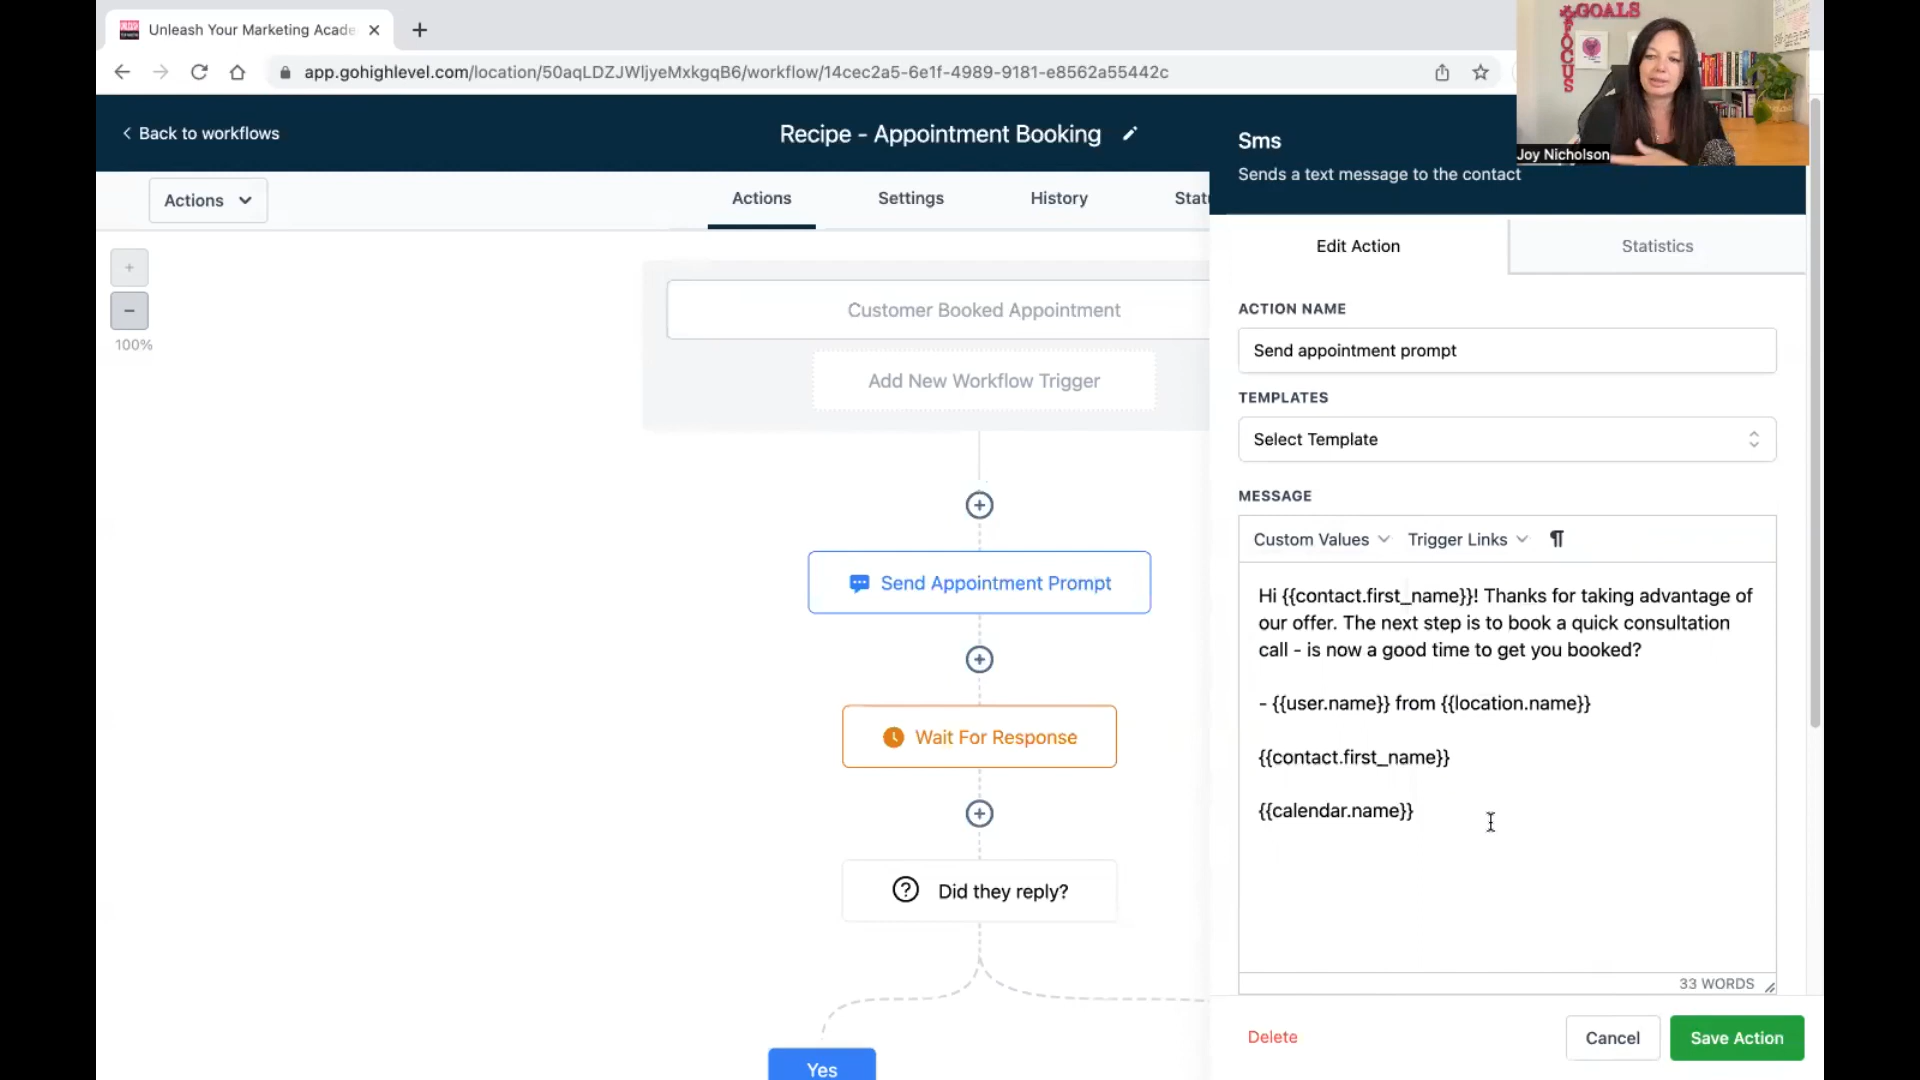 Unleash Your Marketing Acade
app.gohighlevel.com/location/50aqLDZJWljyeMxkgqB6/workflow/14cec2a5-6e1f-4989-9181-e8562a55442c
GOALS
FOCUS
Joy Nicholson
Back to workflows
Recipe - Appointment Booking
Sms
Sends a text message to the contact
Actions
Actions
Settings
History
Stat
Edit Action
Statistics
100%
Customer Booked Appointment
Add New Workflow Trigger
Send Appointment Prompt
Wait For Response
Did they reply?
Yes
ACTION NAME
Send appointment prompt
TEMPLATES
Select Template
MESSAGE
Custom Values
Trigger Links
Hi {{contact.first_name}}! Thanks for taking advantage of
our offer. The next step is to book a quick consultation
call - is now a good time to get you booked?
- {{user.name}} from {{location.name}}
{{contact.first_name}}
{{calendar.name}}
33 WORDS
Delete
Cancel
Save Action